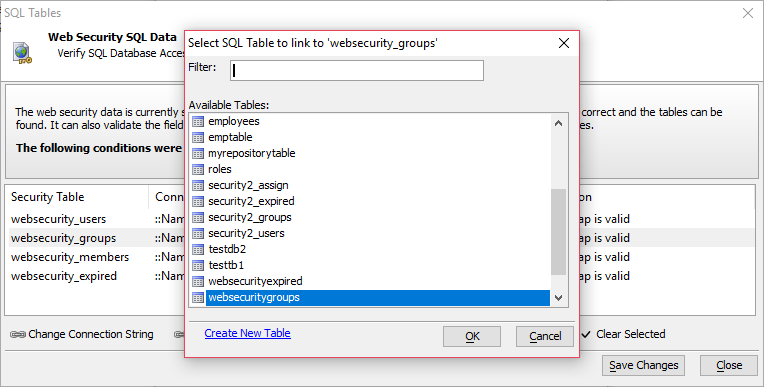 SQL Tables
Web Security SQL Data
Verify SQL Database Acces
The web security data is currently s
correct and the tables can be
found. It can also validate the field
es.
The following conditions were
Security Table
Conn
on
websecurity_users
::Nam
ap is valid
websecurity_groups
::Nam
ap is valid
websecurity_members
::Nam
ap is valid
websecurity_expired
::Nam
ap is valid
Change Connection String
Clear Selected
Save Changes
Close
Select SQL Table to link to 'websecurity_groups'
Filter:
Available Tables:
employees
emptable
myrepositorytable
roles
security2_assign
security2_expired
security2_groups
security2_users
testdb2
testtb1
websecurityexpired
websecuritygroups
Create New Table
OK
Cancel